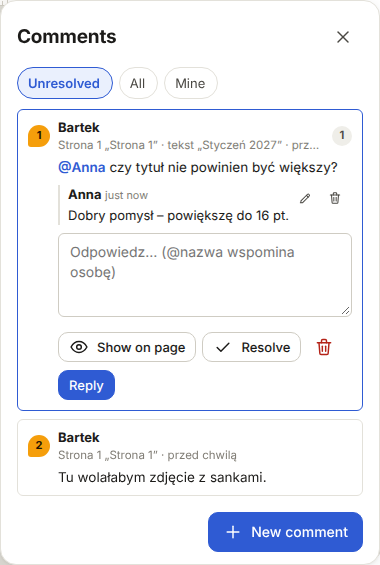 Comments
Unresolved All Mine
1 Bartek
Strona 1 „Strona 1” · tekst „Styczeń 2027” · prz... 1
@Anna czy tytuł nie powinien być większy?
Anna just now
Dobry pomysł – powiększę do 16 pt.
Odpowiedz... (@nazwa wspomina
osobę)
Show on page Resolve
Reply
2 Bartek
Strona 1 „Strona 1” · przed chwilą
Tu wolałabym zdjęcie z sankami.
New comment